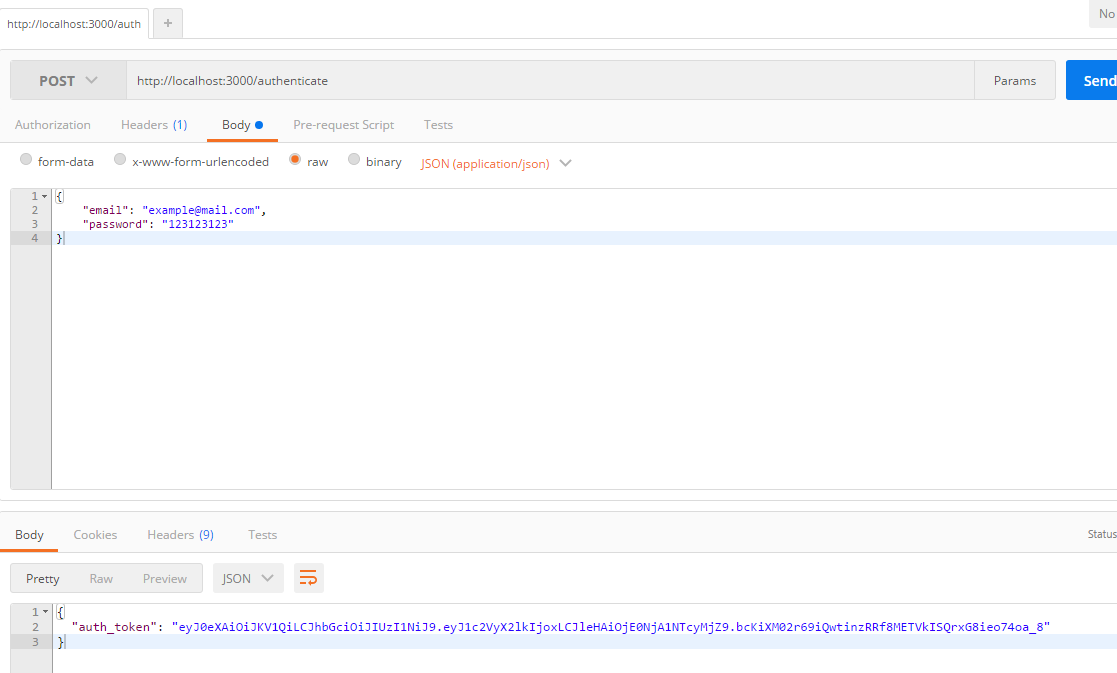 http://localhost:3000/auth + No
POST http://localhost:3000/authenticate Params Send
Authorization Headers (1) Body Pre-request Script Tests
form-data x-www-form-urlencoded raw binary JSON (application/json)
1 {
2 "email": "example@mail.com",
3 "password": "123123123"
4 }
Body Cookies Headers (9) Tests Status
Pretty Raw Preview JSON
1 {
2 "auth_token": "eyJ0eXAiOiJKV1QiLCJhbGciOiJIUzI1NiJ9.eyJ1c2VyX2lkIjoxLCJleHAiOjE0NjA1NTcyMjZ9.bcKiXM02r69iQwtinzRRf8METVkISQrxG8ieo74oa_8"
3 }